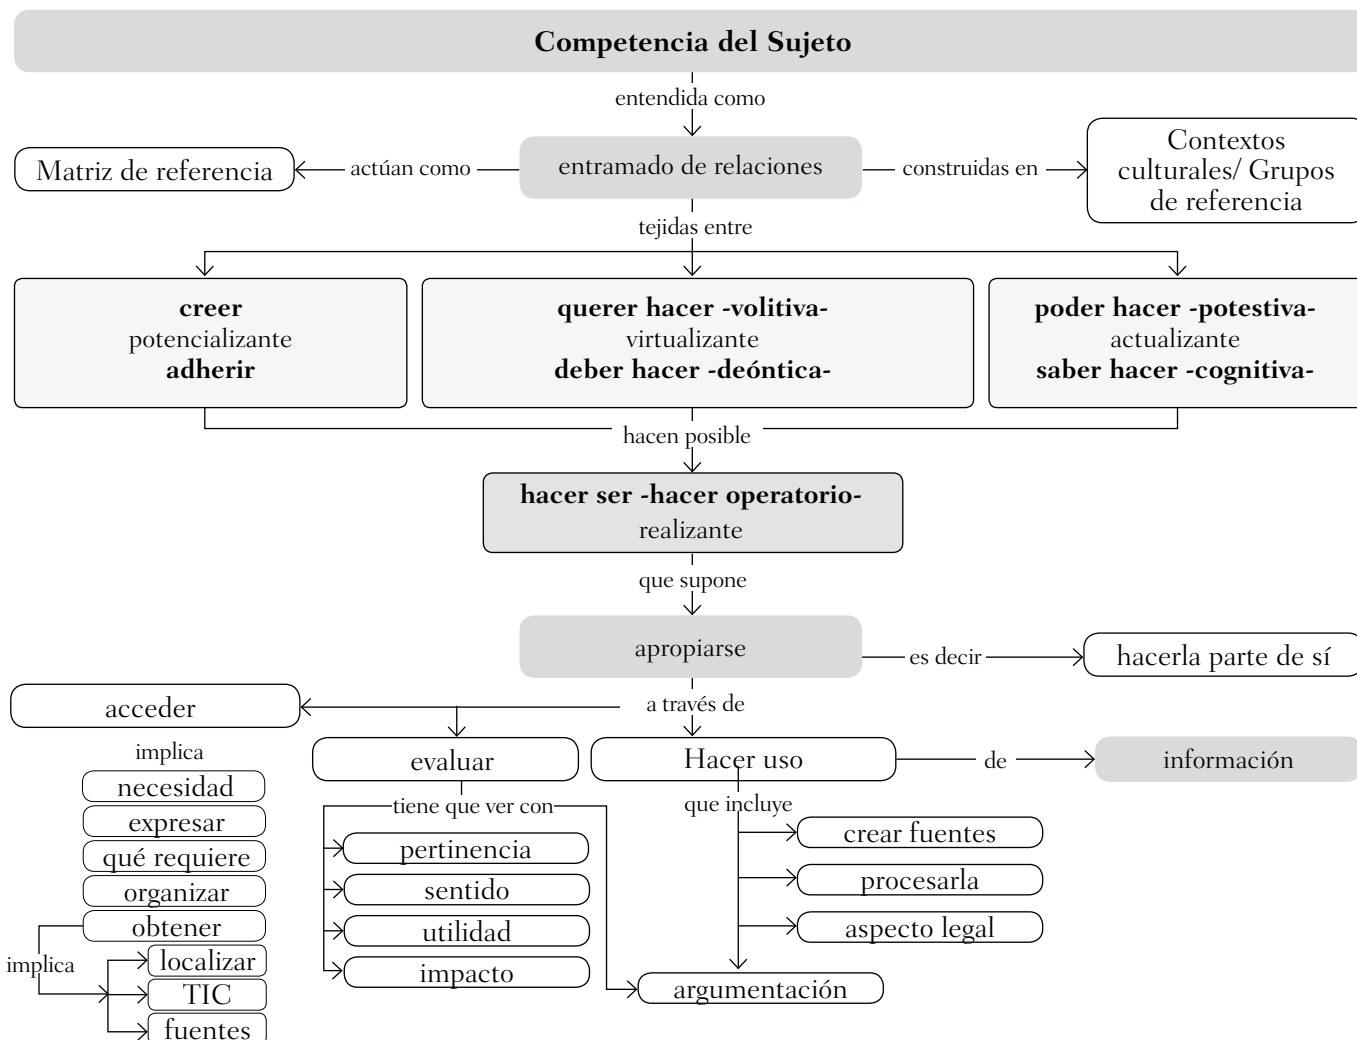 Competencia del Sujeto
entendida como
Matriz de referencia
actúan como
entramado de relaciones
construidas en
Contextos
culturales/ Grupos
de referencia
tejidas entre
creer
potencializante
adherir
querer hacer -volitiva-
virtualizante
deber hacer -deóntica-
poder hacer -potestiva-
actualizante
saber hacer -cognitiva-
hacen posible
hacer ser -hacer operatorio-
realizante
que supone
apropiarse
es decir
hacerla parte de sí
a través de
acceder
implica
necesidad
expresar
qué requiere
organizar
obtener
implica
localizar
TIC
fuentes
evaluar
tiene que ver con
pertinencia
sentido
utilidad
impacto
Hacer uso
de
información
que incluye
crear fuentes
procesarla
aspecto legal
argumentación